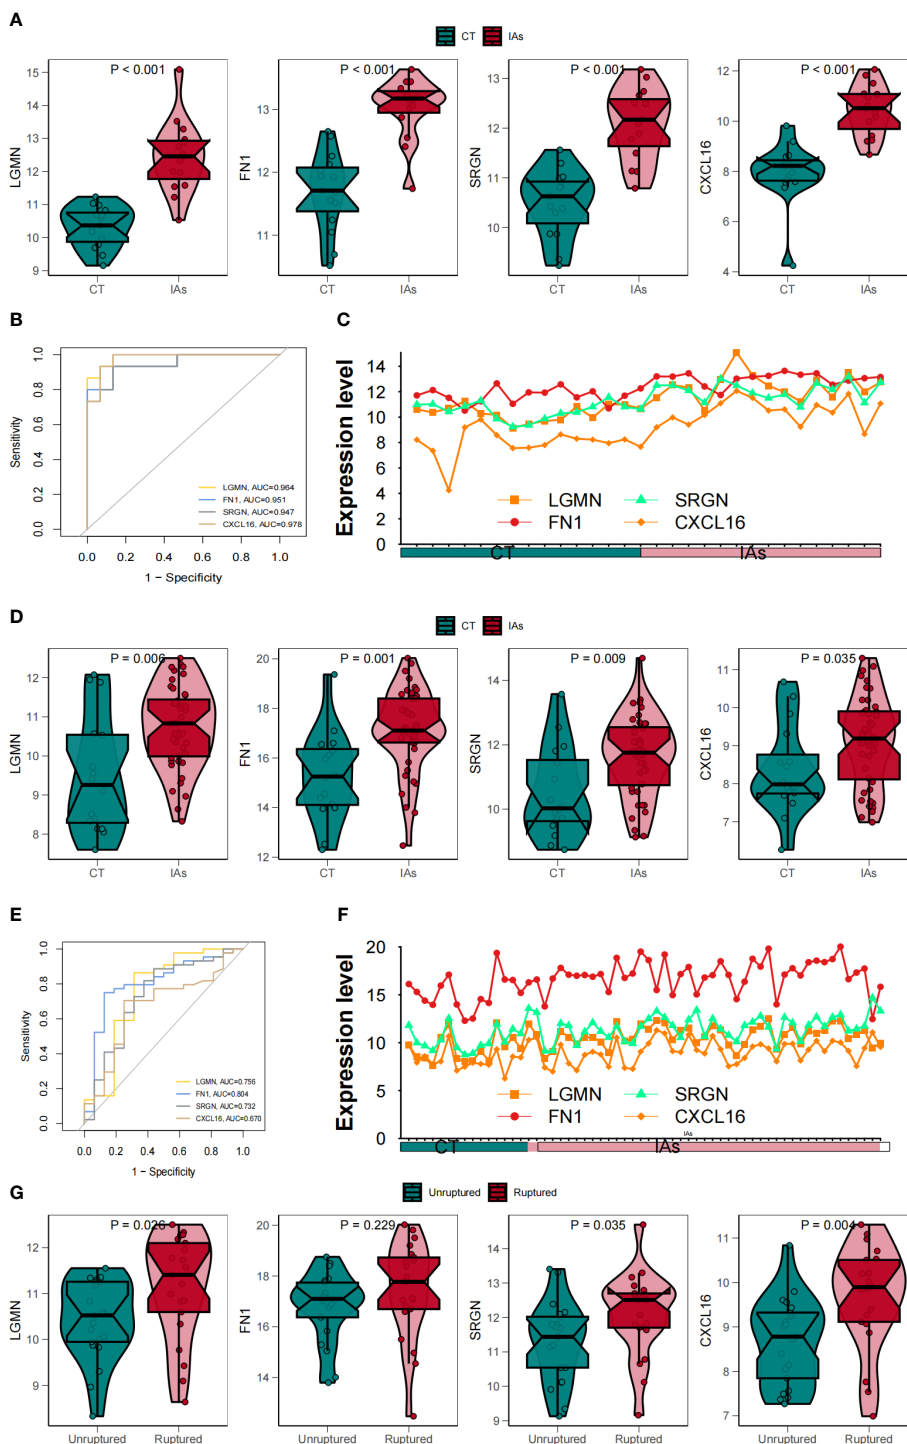 A
CT IAs
P < 0.001
LGMN
15
14
13
12
11
10
9
CT IAs
P < 0.001
FN1
13
12
11
CT IAs
P < 0.001
SRGN
13
12
11
10
CT IAs
P < 0.001
CXCL16
12
10
8
6
4
CT IAs
B
Sensitivity
1.0
0.8
0.6
0.4
0.2
0.0
LGMN, AUC=0.964
FN1, AUC=0.951
SRGN, AUC=0.947
CXCL16, AUC=0.978
0.0 0.2 0.4 0.6 0.8 1.0
1 − Specificity
C
Expression level
14
12
10
8
6
4
2
0
LGMN SRGN
FN1 CXCL16
CT IAs
D
CT IAs
P = 0.006
LGMN
12
11
10
9
8
CT IAs
P = 0.001
FN1
20
18
16
14
12
CT IAs
P = 0.009
SRGN
14
12
10
CT IAs
P = 0.035
CXCL16
11
10
9
8
7
CT IAs
E
Sensitivity
1.0
0.8
0.6
0.4
0.2
0.0
LGMN, AUC=0.756
FN1, AUC=0.804
SRGN, AUC=0.732
CXCL16, AUC=0.670
0.0 0.2 0.4 0.6 0.8 1.0
1 − Specificity
F
Expression level
20
15
10
5
0
LGMN SRGN
FN1 CXCL16
IAs
CT IAs
G
Unruptured Ruptured
P = 0.026
LGMN
12
11
10
9
Unruptured Ruptured
P = 0.229
FN1
20
18
16
14
Unruptured Ruptured
P = 0.035
SRGN
14
13
12
11
10
9
Unruptured Ruptured
P = 0.004
CXCL16
11
10
9
8
7
Unruptured Ruptured